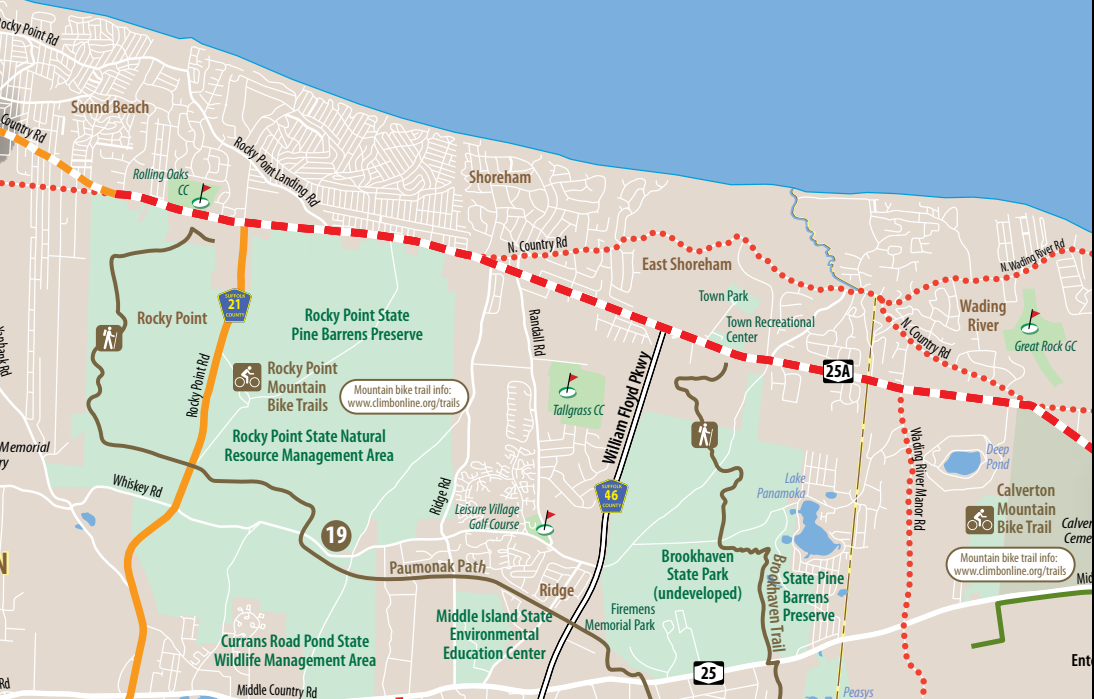 Rocky Point Rd
Sound Beach
Country Rd
Rolling Oaks
CC
Rocky Point Landing Rd
Shoreham
N. Country Rd
East Shoreham
N. Wading River Rd
Town Park
Town Recreational
Center
Wading
River
N. Country Rd
Great Rock GC
SUFFOLK
21
COUNTY
Rocky Point
Rocky Point State
Pine Barrens Preserve
Randall Rd
William Floyd Pkwy
25A
Rocky Point Rd
Rocky Point
Mountain
Bike Trails
Mountain bike trail info:
www.climbonline.org/trails
Tallgrass CC
Rocky Point State Natural
Resource Management Area
Memorial
Whiskey Rd
Ridge Rd
Leisure Village
Golf Course
SUFFOLK
46
COUNTY
Lake
Panamoka
Wading River Manor Rd
Deep
Pond
Calverton
Mountain
Bike Trail
Calver
Ceme
Mountain bike trail info:
www.climbonline.org/trails
Mid
19
Paumonak Path
Ridge
Brookhaven
State Park
(undeveloped)
Brookhaven Trail
State Pine
Barrens
Preserve
Firemens
Memorial Park
Middle Island State
Environmental
Education Center
Currans Road Pond State
Wildlife Management Area
N
25
Ent
Rd
Middle Country Rd
Peasys